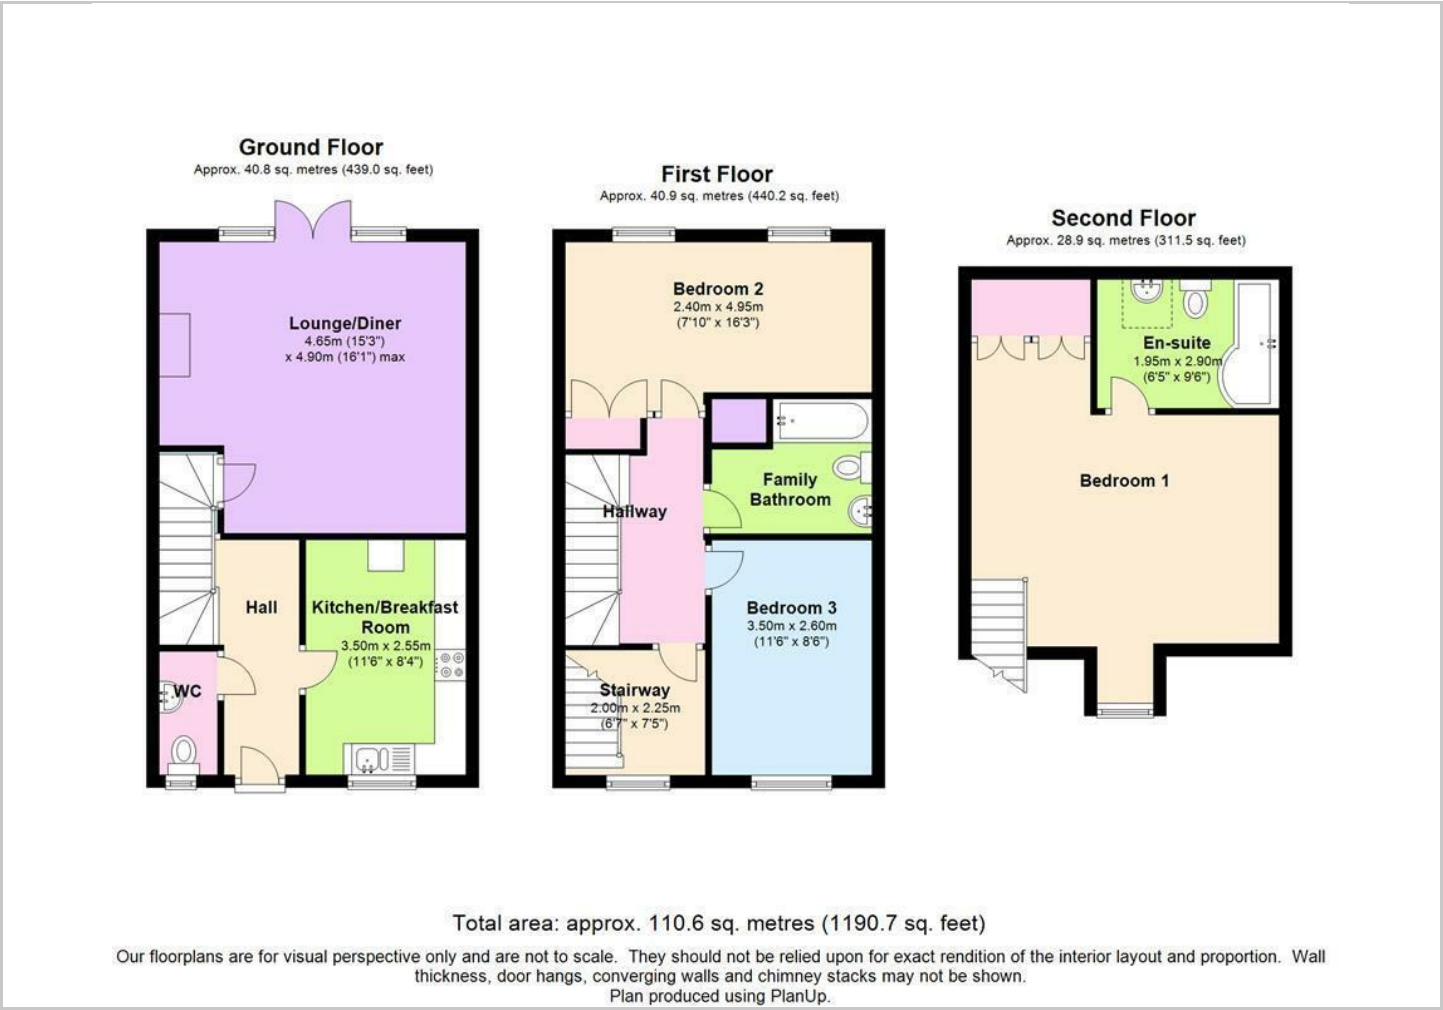 Ground Floor
Approx. 40.8 sq. metres (439.0 sq. feet)
Lounge/Diner
4.65m (15'3")
x 4.90m (16'1") max
Hall
Kitchen/Breakfast
Room
3.50m x 2.55m
(11'6" x 8'4")
WC
First Floor
Approx. 40.9 sq. metres (440.2 sq. feet)
Bedroom 2
2.40m x 4.95m
(7'10" x 16'3")
Family
Bathroom
Hallway
Bedroom 3
3.50m x 2.60m
(11'6" x 8'6")
Stairway
2.00m x 2.25m
(6'7" x 7'5")
Second Floor
Approx. 28.9 sq. metres (311.5 sq. feet)
En-suite
1.95m x 2.90m
(6'5" x 9'6")
Bedroom 1
Total area: approx. 110.6 sq. metres (1190.7 sq. feet)
Our floorplans are for visual perspective only and are not to scale.  They should not be relied upon for exact rendition of the interior layout and proportion.  Wall
thickness, door hangs, converging walls and chimney stacks may not be shown.
Plan produced using PlanUp.